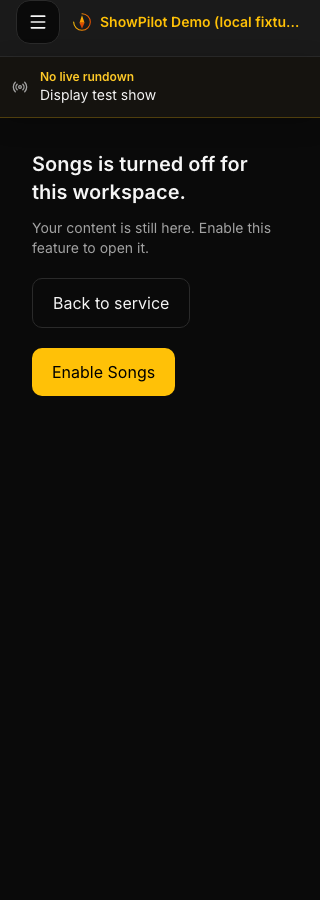 ShowPilot Demo (local fixtu...
No live rundown
Display test show
Songs is turned off for
this workspace.
Your content is still here. Enable this
feature to open it.
Back to service
Enable Songs